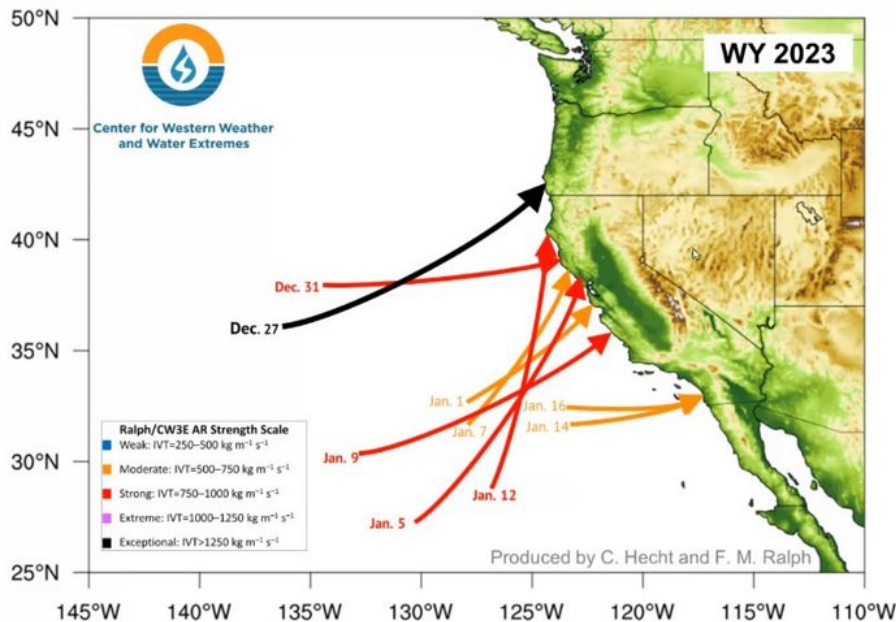 50°N
WY 2023
Center for Western Weather
and Water Extremes
45°N
40°N
Dec. 31
Dec. 27
35°N
Jan. 1
Jan. 16
Jan. 7
Jan. 14
Ralph/CW3E AR Strength Scale
Weak: IVT=250–500 kg m⁻¹ s⁻¹
Moderate: IVT=500–750 kg m⁻¹ s⁻¹
Strong: IVT=750–1000 kg m⁻¹ s⁻¹
Extreme: IVT=1000–1250 kg m⁻¹ s⁻¹
Exceptional: IVT>1250 kg m⁻¹ s⁻¹
30°N
Jan. 9
Jan. 12
Jan. 5
Produced by C. Hecht and F. M. Ralph
25°N
145°W 140°W 135°W 130°W 125°W 120°W 115°W 110°W